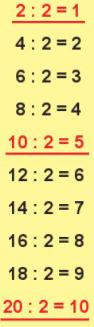 2 : 2 = 1
4 : 2 = 2
6 : 2 = 3
8 : 2 = 4
10 : 2 = 5
12 : 2 = 6
14 : 2 = 7
16 : 2 = 8
18 : 2 = 9
20 : 2 = 10